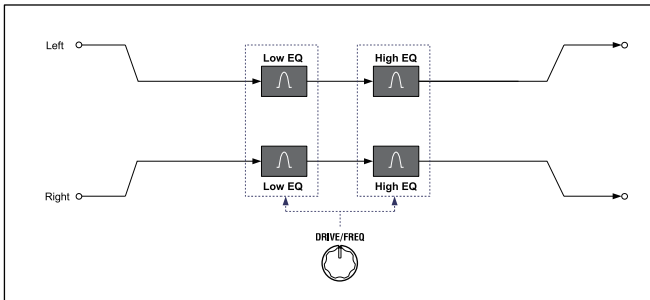 Left
Low EQ
High EQ
Low EQ
High EQ
Right
DRIVE/FREQ